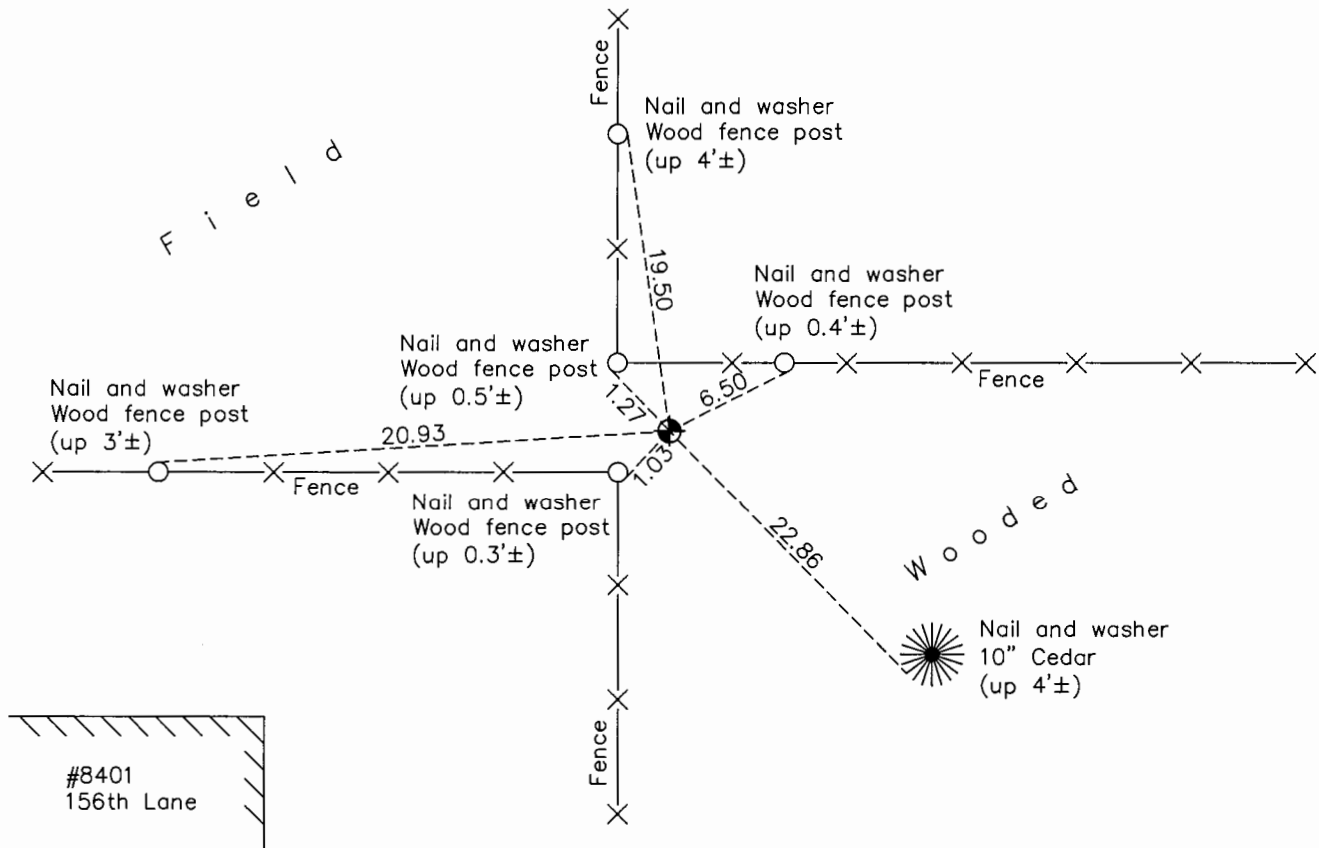 Fence
Nail and washer
Wood fence post
(up 4'±)
Field
19.50
Nail and washer
Wood fence post
(up 0.4'±)
Fence
Nail and washer
Wood fence post
(up 0.5'±)
1.27
6.50
Nail and washer
Wood fence post
(up 3'±)
20.93
Fence
1.03
Nail and washer
Wood fence post
(up 0.3'±)
22.86
Wooded
Nail and washer
10" Cedar
(up 4'±)
Fence
#8401
156th Lane